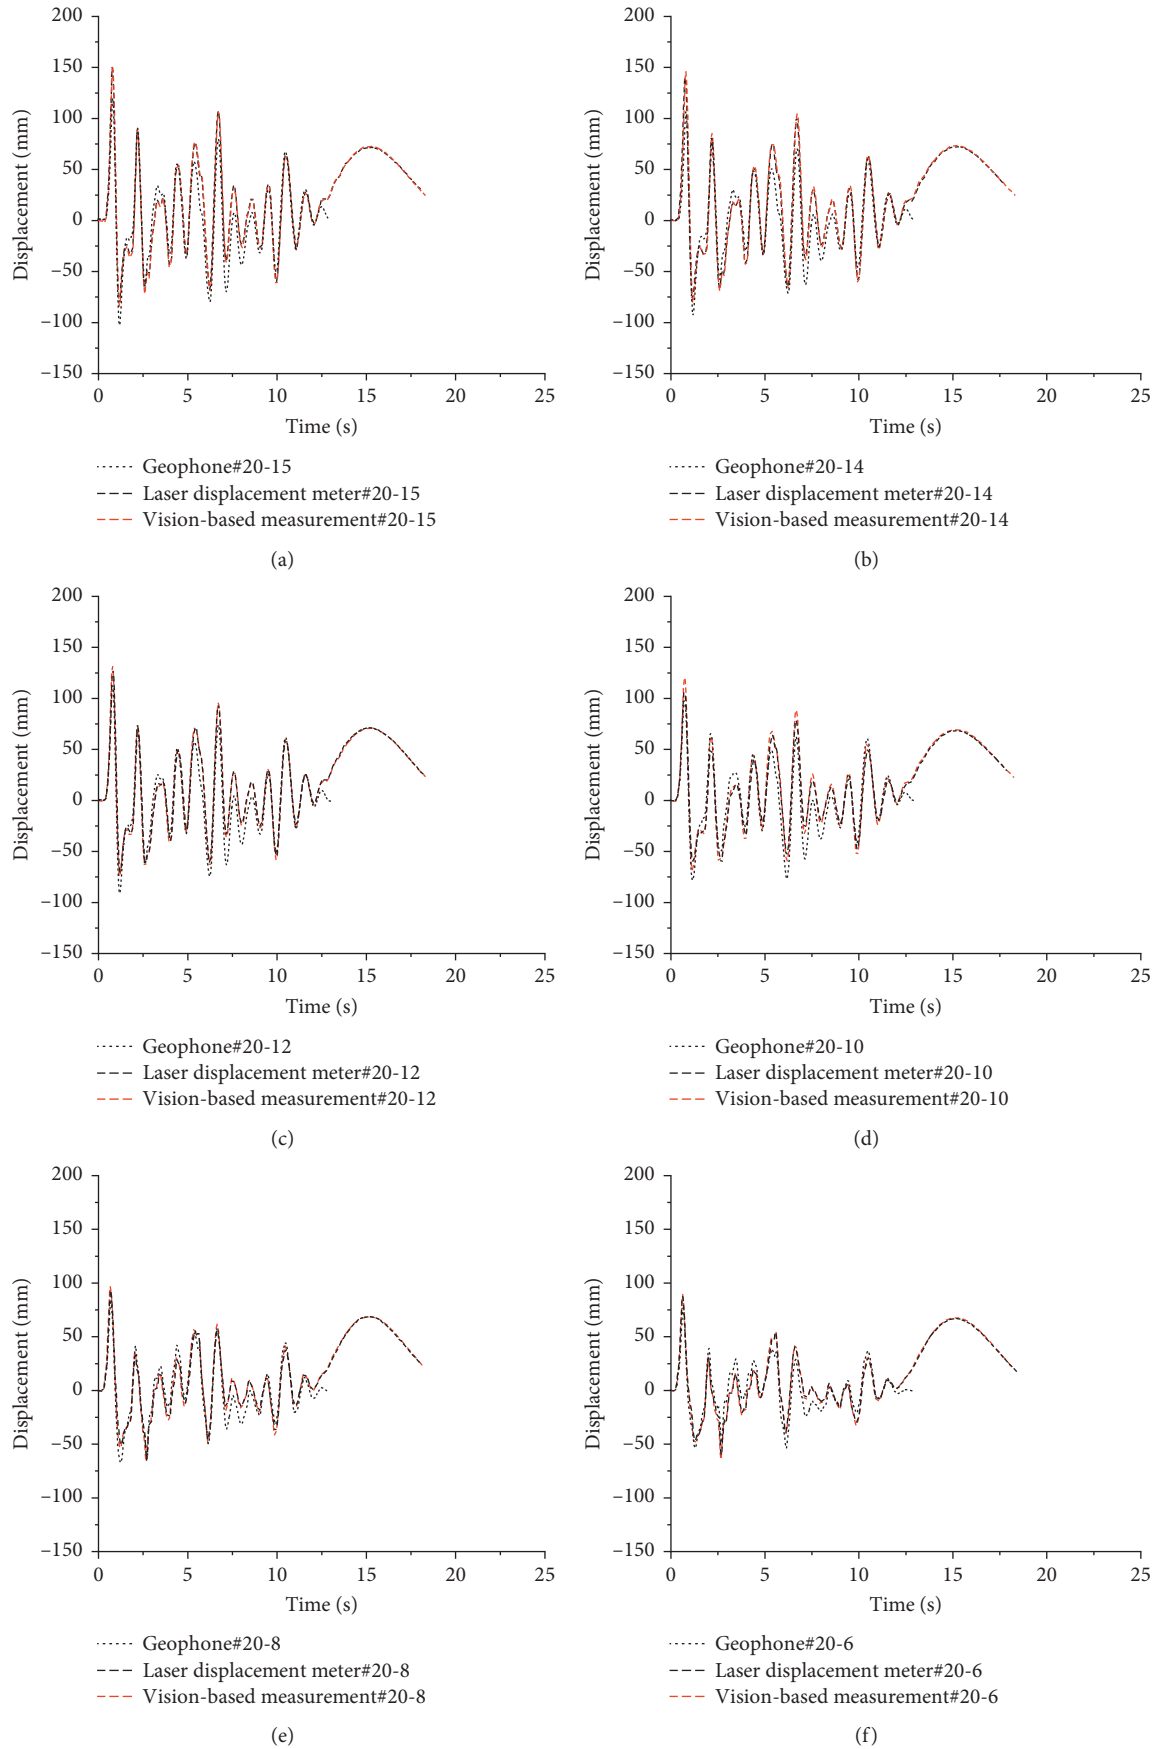 200
150
100
50
0
–50
–100
–150
Displacement (mm)
0 5 10 15 20 25
Time (s)
Geophone#20-15
Laser displacement meter#20-15
Vision-based measurement#20-15
(a)
200
150
100
50
0
–50
–100
–150
Displacement (mm)
0 5 10 15 20 25
Time (s)
Geophone#20-14
Laser displacement meter#20-14
Vision-based measurement#20-14
(b)
200
150
100
50
0
–50
–100
–150
Displacement (mm)
0 5 10 15 20 25
Time (s)
Geophone#20-12
Laser displacement meter#20-12
Vision-based measurement#20-12
(c)
200
150
100
50
0
–50
–100
–150
Displacement (mm)
0 5 10 15 20 25
Time (s)
Geophone#20-10
Laser displacement meter#20-10
Vision-based measurement#20-10
(d)
200
150
100
50
0
–50
–100
–150
Displacement (mm)
0 5 10 15 20 25
Time (s)
Geophone#20-8
Laser displacement meter#20-8
Vision-based measurement#20-8
(e)
200
150
100
50
0
–50
–100
–150
Displacement (mm)
0 5 10 15 20 25
Time (s)
Geophone#20-6
Laser displacement meter#20-6
Vision-based measurement#20-6
(f)